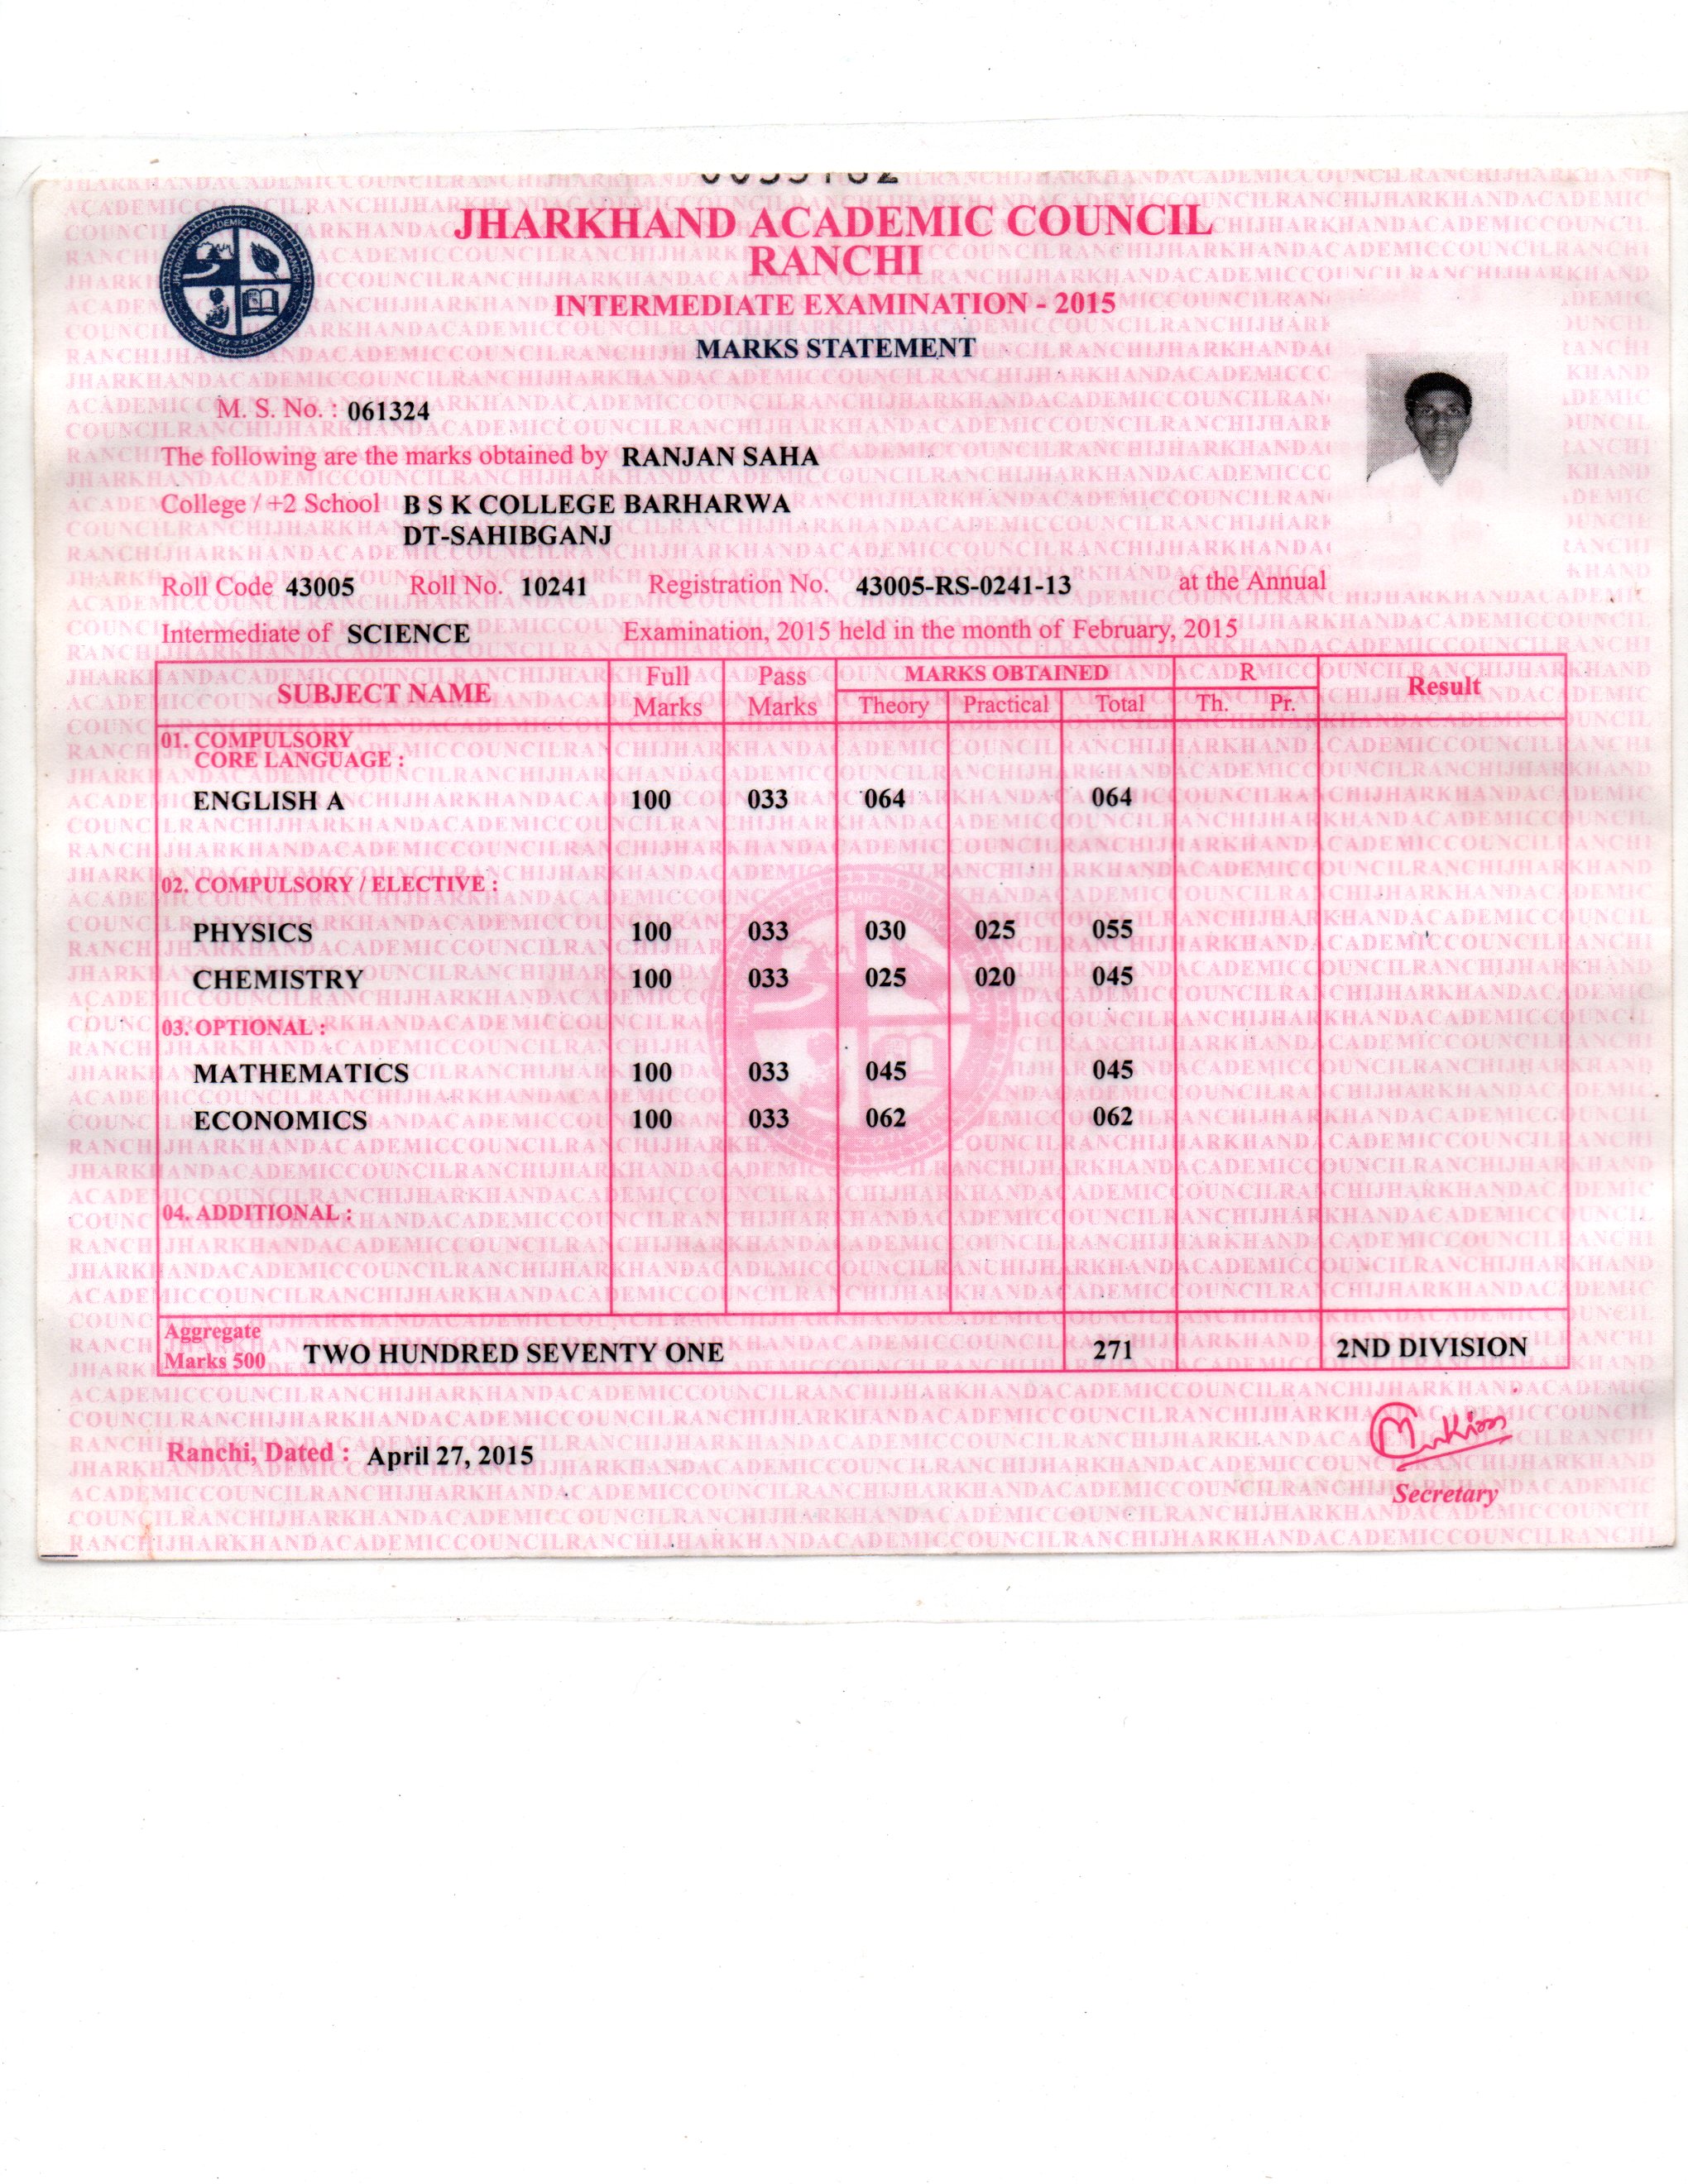 JHARKHAND ACADEMIC COUNCIL
RANCHI
INTERMEDIATE EXAMINATION - 2015
MARKS STATEMENT
M. S. No. : 061324
The following are the marks obtained by RANJAN SAHA
College / +2 School B S K COLLEGE BARHARWA
DT-SAHIBGANJ
Roll Code 43005 Roll No. 10241 Registration No. 43005-RS-0241-13 at the Annual
Intermediate of SCIENCE Examination, 2015 held in the month of February, 2015
SUBJECT NAME Full Marks Pass Marks MARKS OBTAINED R Result
Theory Practical Total Th. Pr.
01. COMPULSORY
CORE LANGUAGE :
ENGLISH A 100 033 064 064
02. COMPULSORY / ELECTIVE :
PHYSICS 100 033 030 025 055
CHEMISTRY 100 033 025 020 045
03. OPTIONAL :
MATHEMATICS 100 033 045 045
ECONOMICS 100 033 062 062
04. ADDITIONAL :
Aggregate
Marks 500 TWO HUNDRED SEVENTY ONE 271 2ND DIVISION
Ranchi, Dated : April 27, 2015
Secretary